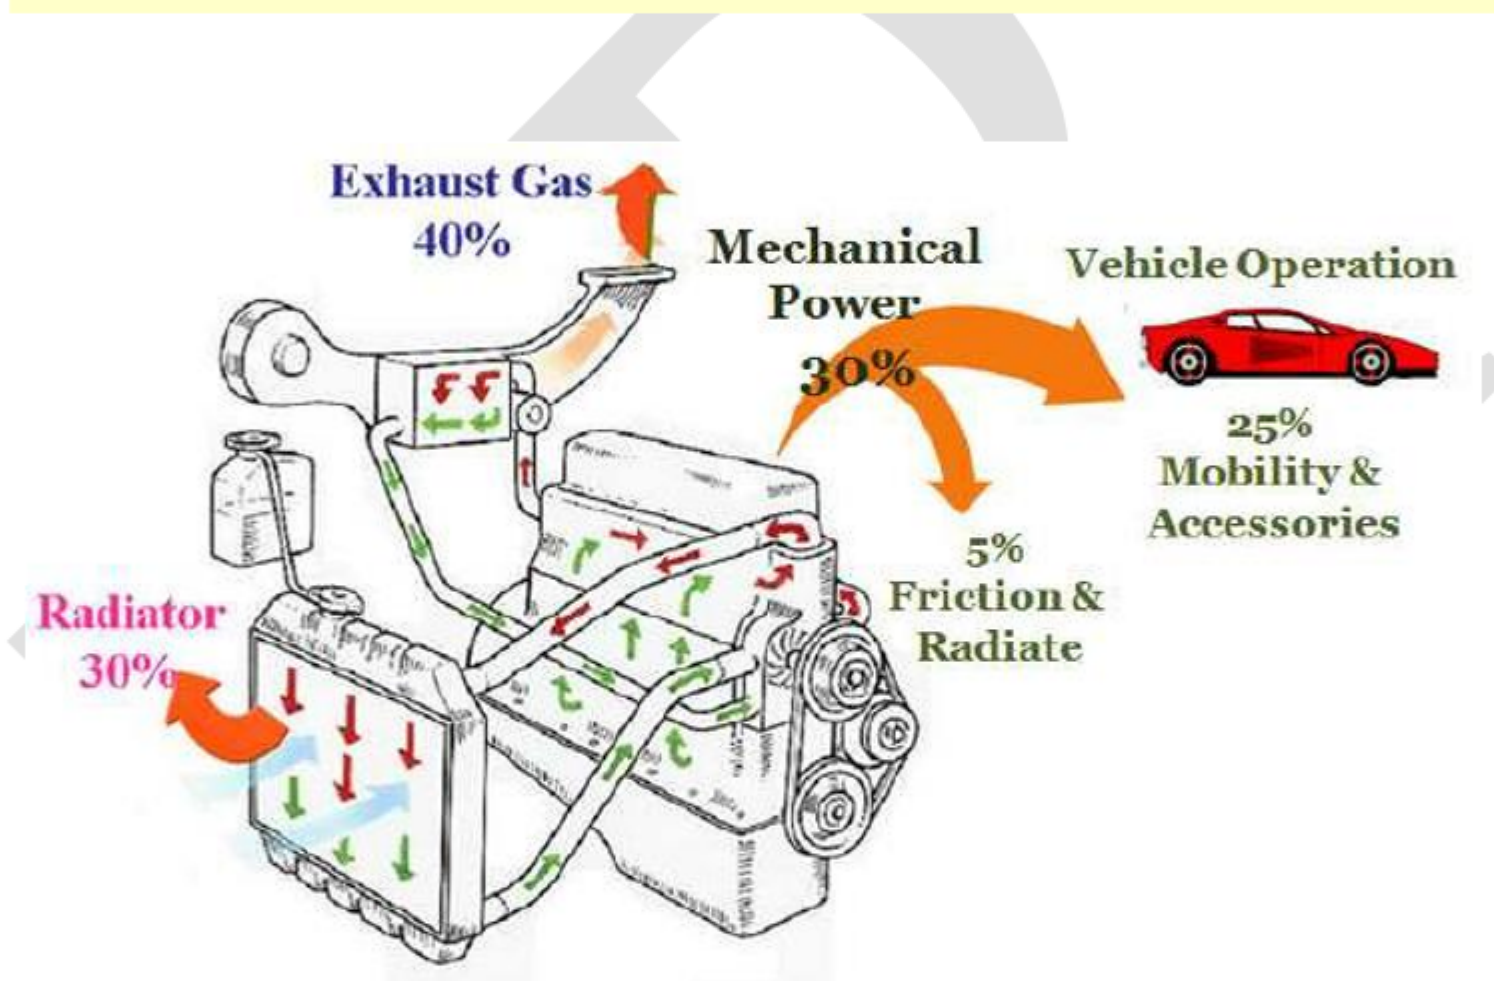 Exhaust Gas
40%
Mechanical
Power
30%
Vehicle Operation
25%
Mobility &
Accessories
5%
Friction &
Radiate
Radiator
30%